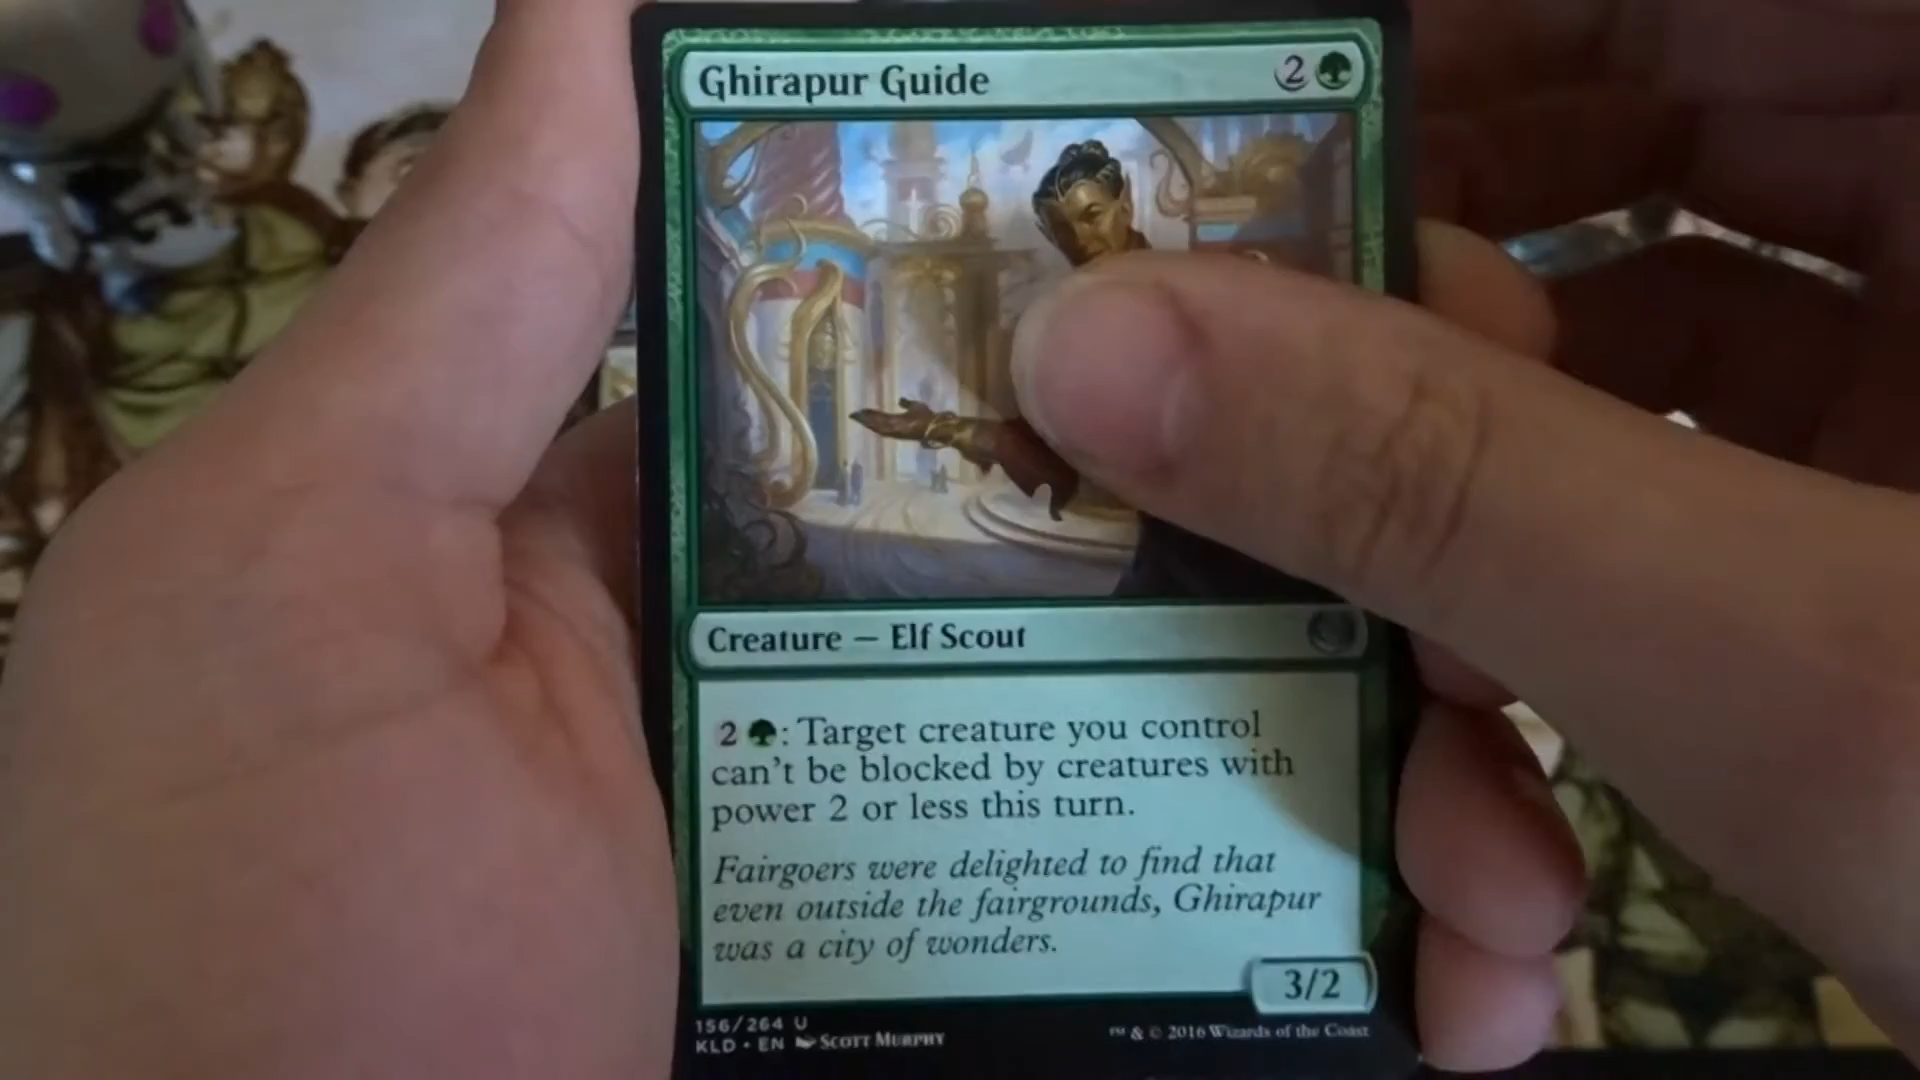 Ghirapur Guide 2
Creature — Elf Scout
2 : Target creature you control
can't be blocked by creatures with
power 2 or less this turn.
Fairgoers were delighted to find that
even outside the fairgrounds, Ghirapur
was a city of wonders.
3/2
156/264 U
KLD • EN Scott Murphy
™ & © 2016 Wizards of the Coast